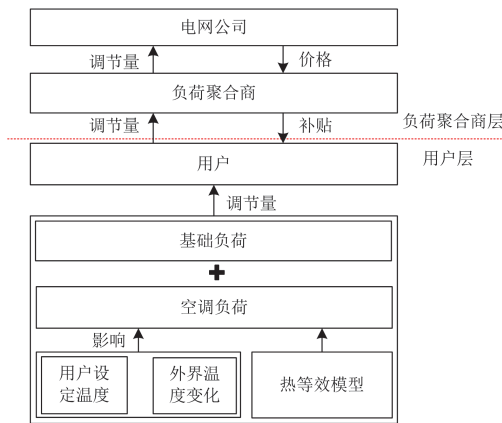 电网公司
调节量
价格
负荷聚合商
调节量
补贴
负荷聚合商层
用户
用户层
调节量
基础负荷
空调负荷
影响
用户设
定温度
外界温
度变化
热等效模型